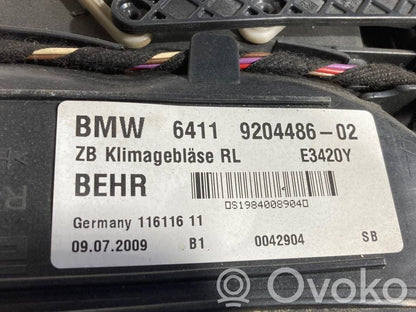 BMW 6411 9204486-02
ZB Klimagebläse RL E3420Y
BEHR
S1984008904
Germany 116116 11
09.07.2009 B1 0042904 SB
Ovoko